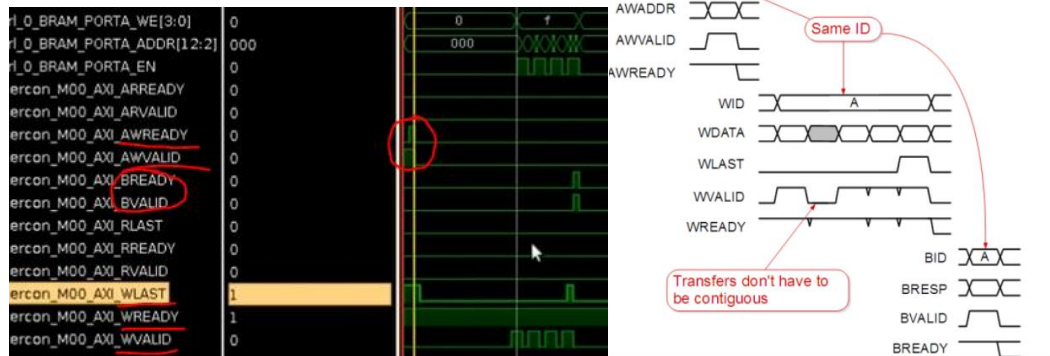 rl_0_BRAM_PORTA_WE[3:0] 0 0 f
rl_0_BRAM_PORTA_ADDR[12:2] 000 000
rl_0_BRAM_PORTA_EN 0
ercon_M00_AXI_ARREADY 0
ercon_M00_AXI_ARVALID 0
ercon_M00_AXI_AWREADY 0
ercon_M00_AXI_AWVALID 0
ercon_M00_AXI_BREADY 0
ercon_M00_AXI_BVALID 0
ercon_M00_AXI_RLAST 0
ercon_M00_AXI_RREADY 0
ercon_M00_AXI_RVALID 0
ercon_M00_AXI_WLAST 1
ercon_M00_AXI_WREADY 1
ercon_M00_AXI_WVALID 0
AWADDR
Same ID
AWVALID
AWREADY
WID A
WDATA
WLAST
WVALID
WREADY
BID A
Transfers don't have to
be contiguous
BRESP
BVALID
BREADY